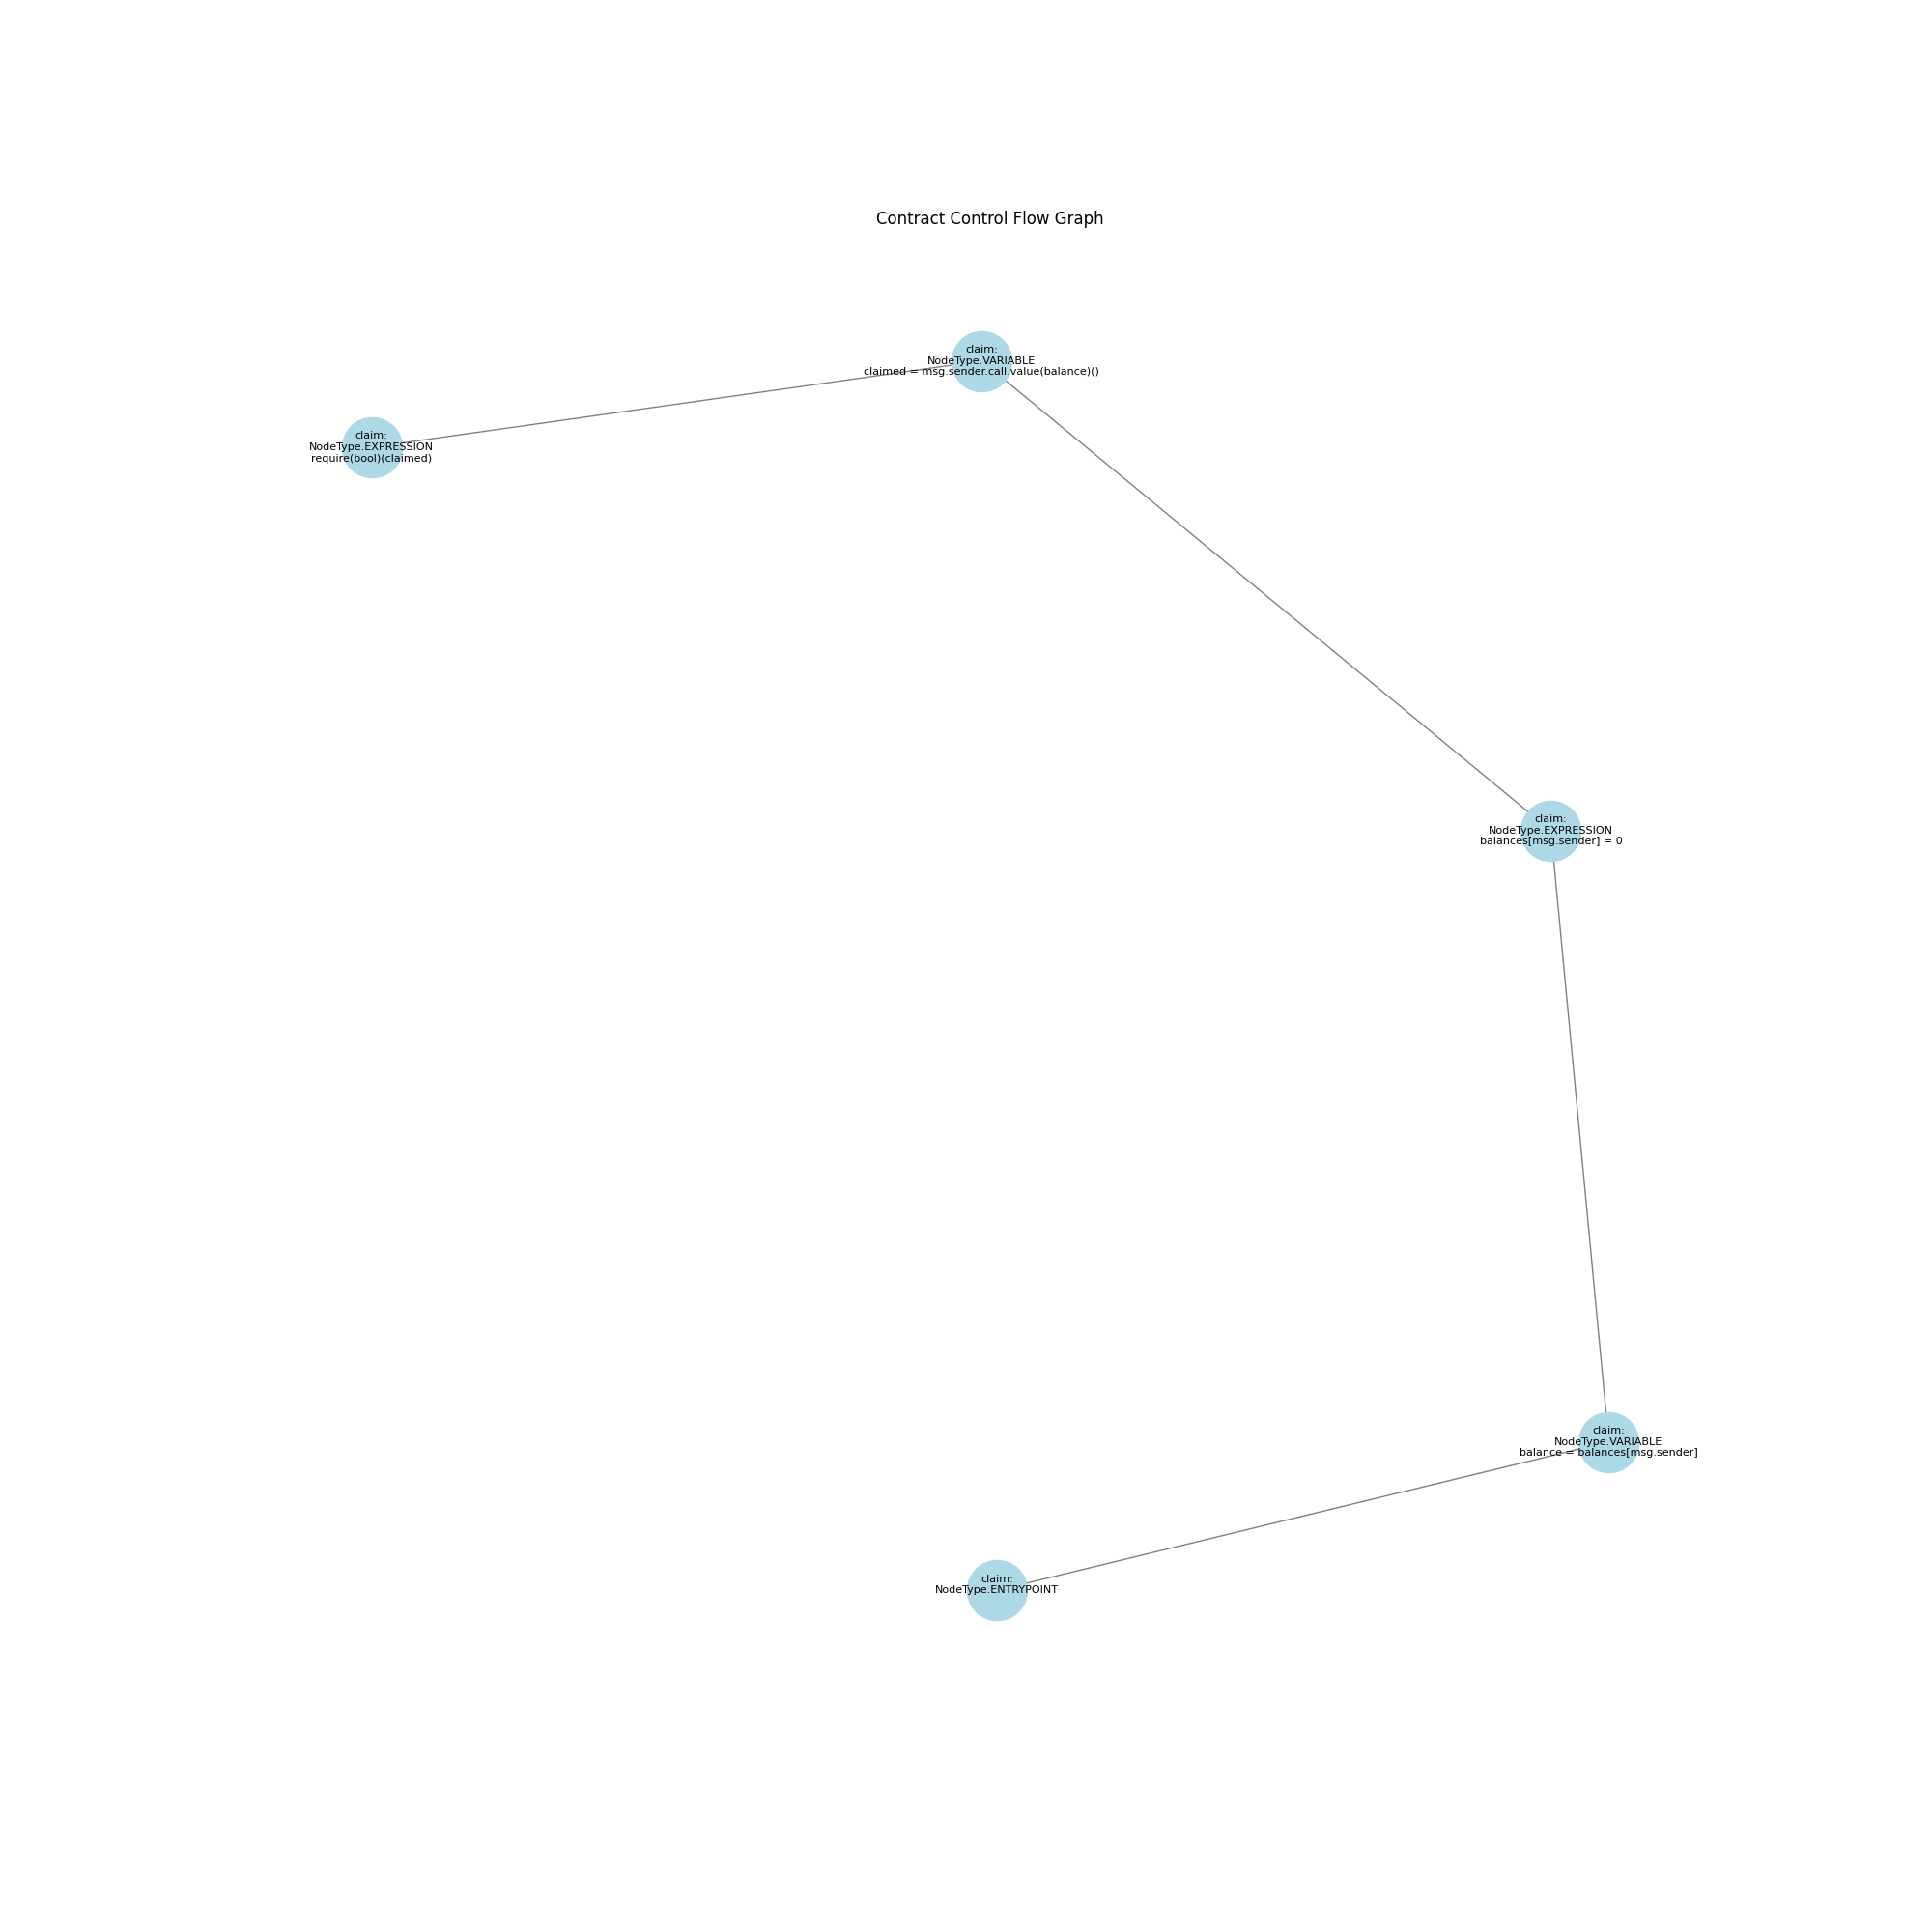 Contract Control Flow Graph
claim:
NodeType.VARIABLE
claimed = msg.sender.call.value(balance)()
claim:
NodeType.EXPRESSION
require(bool)(claimed)
claim:
NodeType.EXPRESSION
balances[msg.sender] = 0
claim:
NodeType.VARIABLE
balance = balances[msg.sender]
claim:
NodeType.ENTRYPOINT